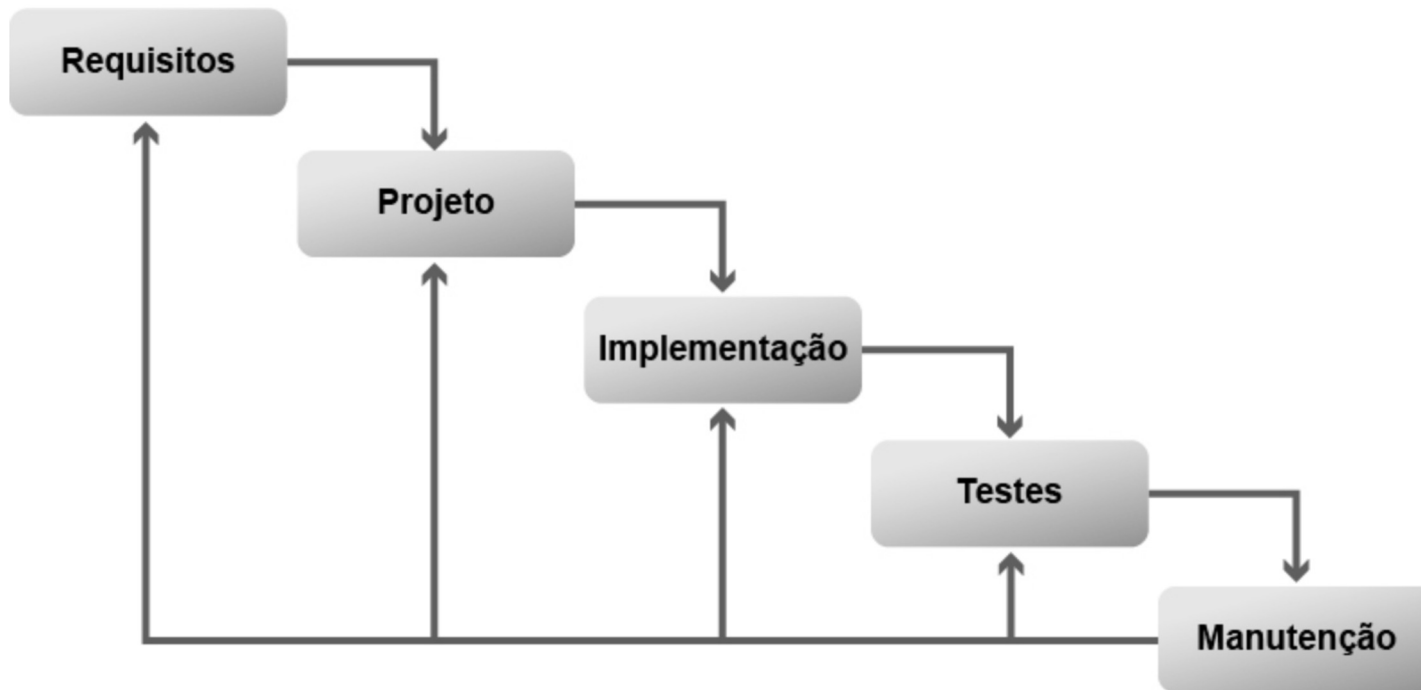 Requisitos
Projeto
Implementação
Testes
Manutenção